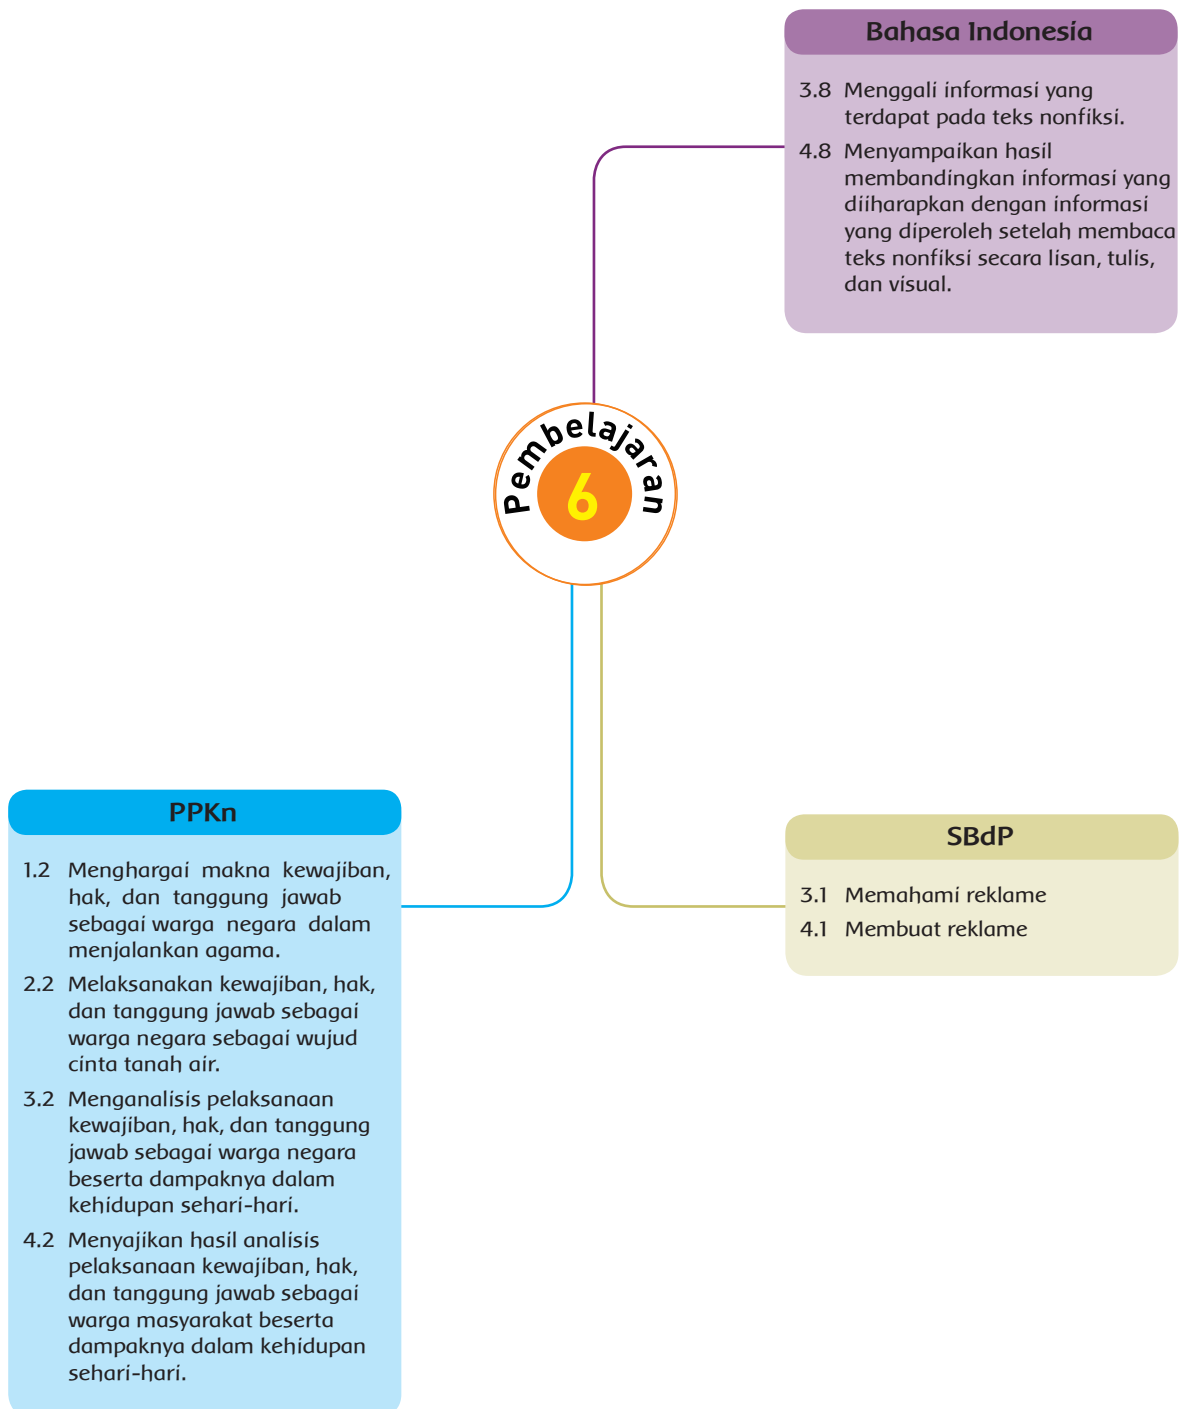 Bahasa Indonesia
3.8 Menggali informasi yang
terdapat pada teks nonfiksi.
4.8 Menyampaikan hasil
membandingkan informasi yang
diiharapkan dengan informasi
yang diperoleh setelah membaca
teks nonfiksi secara lisan, tulis,
dan visual.
Pembelajaran
6
PPKn
1.2 Menghargai makna kewajiban,
hak, dan tanggung jawab
sebagai warga negara dalam
menjalankan agama.
2.2 Melaksanakan kewajiban, hak,
dan tanggung jawab sebagai
warga negara sebagai wujud
cinta tanah air.
3.2 Menganalisis pelaksanaan
kewajiban, hak, dan tanggung
jawab sebagai warga negara
beserta dampaknya dalam
kehidupan sehari-hari.
4.2 Menyajikan hasil analisis
pelaksanaan kewajiban, hak,
dan tanggung jawab sebagai
warga masyarakat beserta
dampaknya dalam kehidupan
sehari-hari.
SBdP
3.1 Memahami reklame
4.1 Membuat reklame